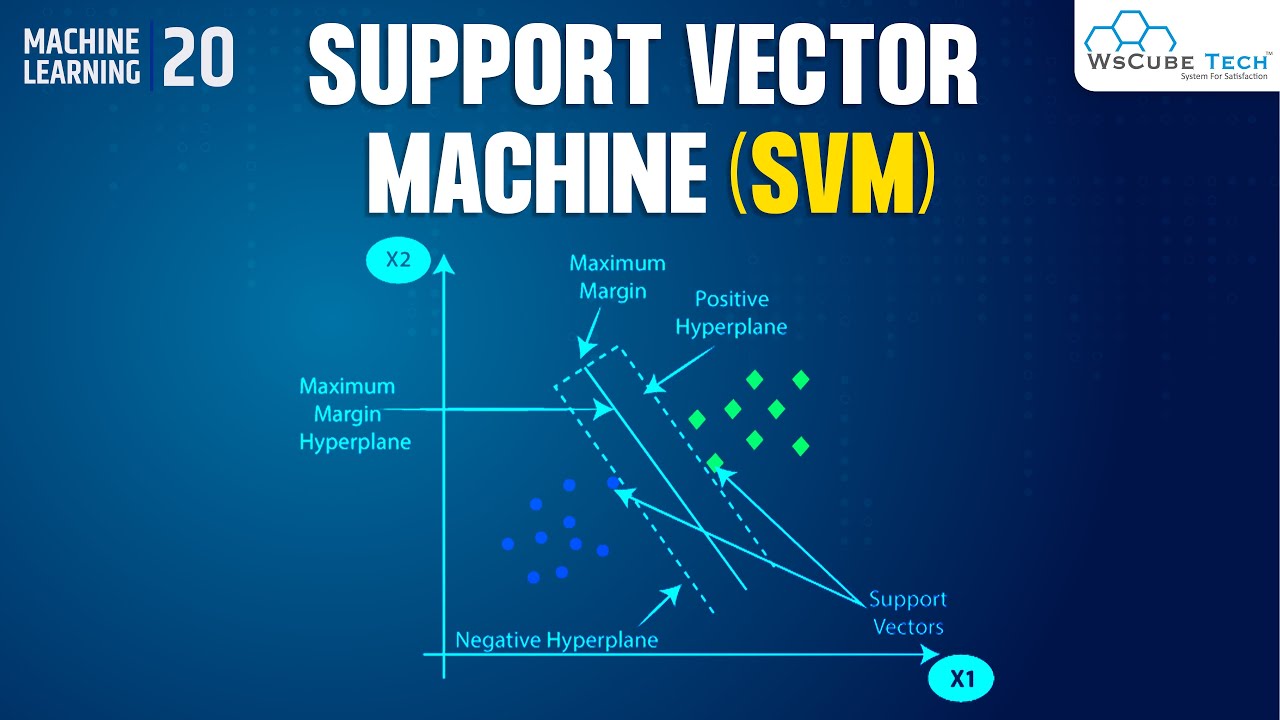 MACHINE
LEARNING
20
SUPPORT VECTOR
MACHINE (SVM)
WsCube Tech™
System For Satisfaction
X2
Maximum
Margin
Positive
Hyperplane
Maximum
Margin
Hyperplane
Support
Vectors
Negative Hyperplane
X1